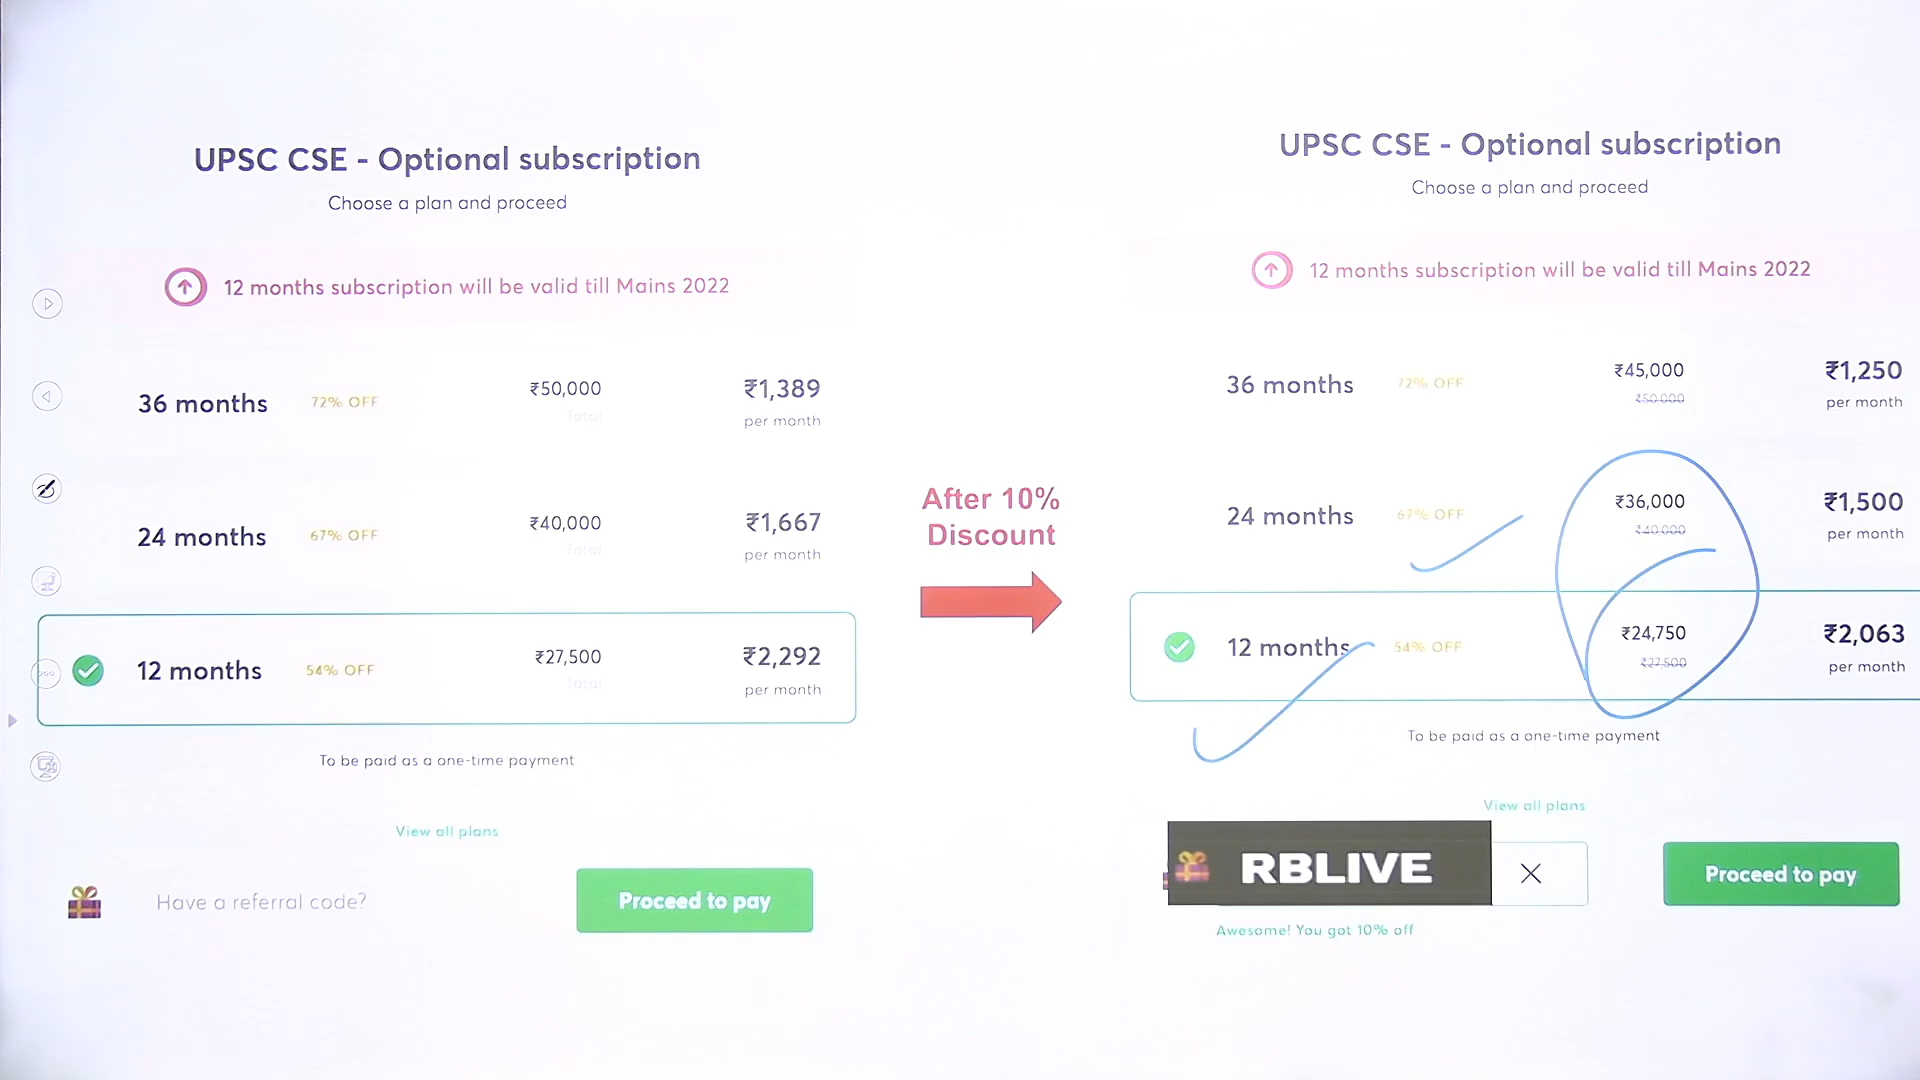 UPSC CSE - Optional subscription
Choose a plan and proceed
12 months subscription will be valid till Mains 2022
36 months 72% OFF ₹50,000 ₹1,389
Total per month
24 months 67% OFF ₹40,000 ₹1,667
Total per month
12 months 54% OFF ₹27,500 ₹2,292
Total per month
To be paid as a one-time payment
View all plans
Have a referral code? Proceed to pay
After 10%
Discount
UPSC CSE - Optional subscription
Choose a plan and proceed
12 months subscription will be valid till Mains 2022
36 months 72% OFF ₹45,000 ₹1,250
₹50,000 per month
24 months 67% OFF ₹36,000 ₹1,500
₹40,000 per month
12 months 54% OFF ₹24,750 ₹2,063
₹27,500 per month
To be paid as a one-time payment
View all plans
RBLIVE Proceed to pay
Awesome! You got 10% off